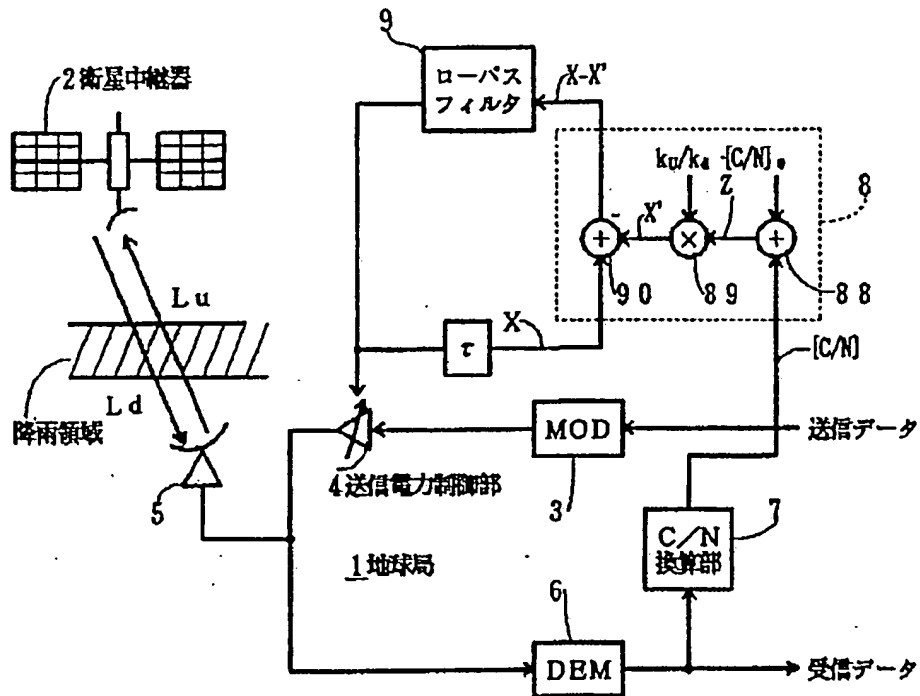 9
2衛星中継器
ローパス
フィルタ
X-X'
kU/kd
-[C/N]。
8
Z
X'
-
+
×
+
90
89
88
Lu
X
τ
[C/N]
Ld
降雨領域
MOD
送信データ
4送信電力制御部
5
3
7
C/N
換算部
1地球局
6
DEM
受信データ